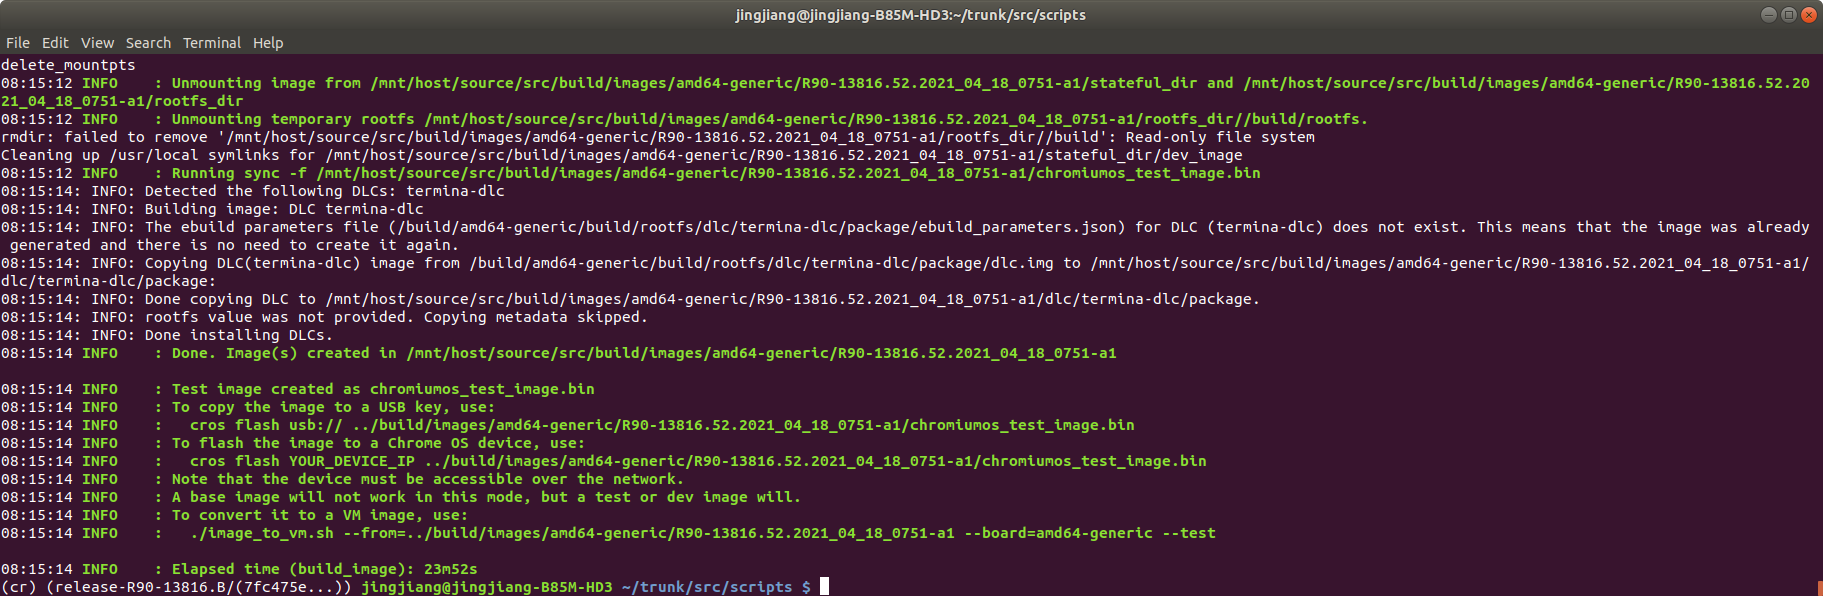 jingjiang@jingjiang-B85M-HD3:~/trunk/src/scripts
File Edit View Search Terminal Help
delete_mountpts
08:15:12 INFO    : Unmounting image from /mnt/host/source/src/build/images/amd64-generic/R90-13816.52.2021_04_18_0751-a1/stateful_dir and /mnt/host/source/src/build/images/amd64-generic/R90-13816.52.20
21_04_18_0751-a1/rootfs_dir
08:15:12 INFO    : Unmounting temporary rootfs /mnt/host/source/src/build/images/amd64-generic/R90-13816.52.2021_04_18_0751-a1/rootfs_dir//build/rootfs.
rmdir: failed to remove '/mnt/host/source/src/build/images/amd64-generic/R90-13816.52.2021_04_18_0751-a1/rootfs_dir//build': Read-only file system
Cleaning up /usr/local symlinks for /mnt/host/source/src/build/images/amd64-generic/R90-13816.52.2021_04_18_0751-a1/stateful_dir/dev_image
08:15:12 INFO    : Running sync -f /mnt/host/source/src/build/images/amd64-generic/R90-13816.52.2021_04_18_0751-a1/chromiumos_test_image.bin
08:15:14: INFO: Detected the following DLCs: termina-dlc
08:15:14: INFO: Building image: DLC termina-dlc
08:15:14: INFO: The ebuild parameters file (/build/amd64-generic/build/rootfs/dlc/termina-dlc/package/ebuild_parameters.json) for DLC (termina-dlc) does not exist. This means that the image was already
 generated and there is no need to create it again.
08:15:14: INFO: Copying DLC(termina-dlc) image from /build/amd64-generic/build/rootfs/dlc/termina-dlc/package/dlc.img to /mnt/host/source/src/build/images/amd64-generic/R90-13816.52.2021_04_18_0751-a1/
dlc/termina-dlc/package:
08:15:14: INFO: Done copying DLC to /mnt/host/source/src/build/images/amd64-generic/R90-13816.52.2021_04_18_0751-a1/dlc/termina-dlc/package.
08:15:14: INFO: rootfs value was not provided. Copying metadata skipped.
08:15:14: INFO: Done installing DLCs.
08:15:14 INFO    : Done. Image(s) created in /mnt/host/source/src/build/images/amd64-generic/R90-13816.52.2021_04_18_0751-a1
08:15:14 INFO    : Test image created as chromiumos_test_image.bin
08:15:14 INFO    : To copy the image to a USB key, use:
08:15:14 INFO    :   cros flash usb:// ../build/images/amd64-generic/R90-13816.52.2021_04_18_0751-a1/chromiumos_test_image.bin
08:15:14 INFO    : To flash the image to a Chrome OS device, use:
08:15:14 INFO    :   cros flash YOUR_DEVICE_IP ../build/images/amd64-generic/R90-13816.52.2021_04_18_0751-a1/chromiumos_test_image.bin
08:15:14 INFO    : Note that the device must be accessible over the network.
08:15:14 INFO    : A base image will not work in this mode, but a test or dev image will.
08:15:14 INFO    : To convert it to a VM image, use:
08:15:14 INFO    :   ./image_to_vm.sh --from=../build/images/amd64-generic/R90-13816.52.2021_04_18_0751-a1 --board=amd64-generic --test
08:15:14 INFO    : Elapsed time (build_image): 23m52s
(cr) (release-R90-13816.B/(7fc475e...)) jingjiang@jingjiang-B85M-HD3 ~/trunk/src/scripts $